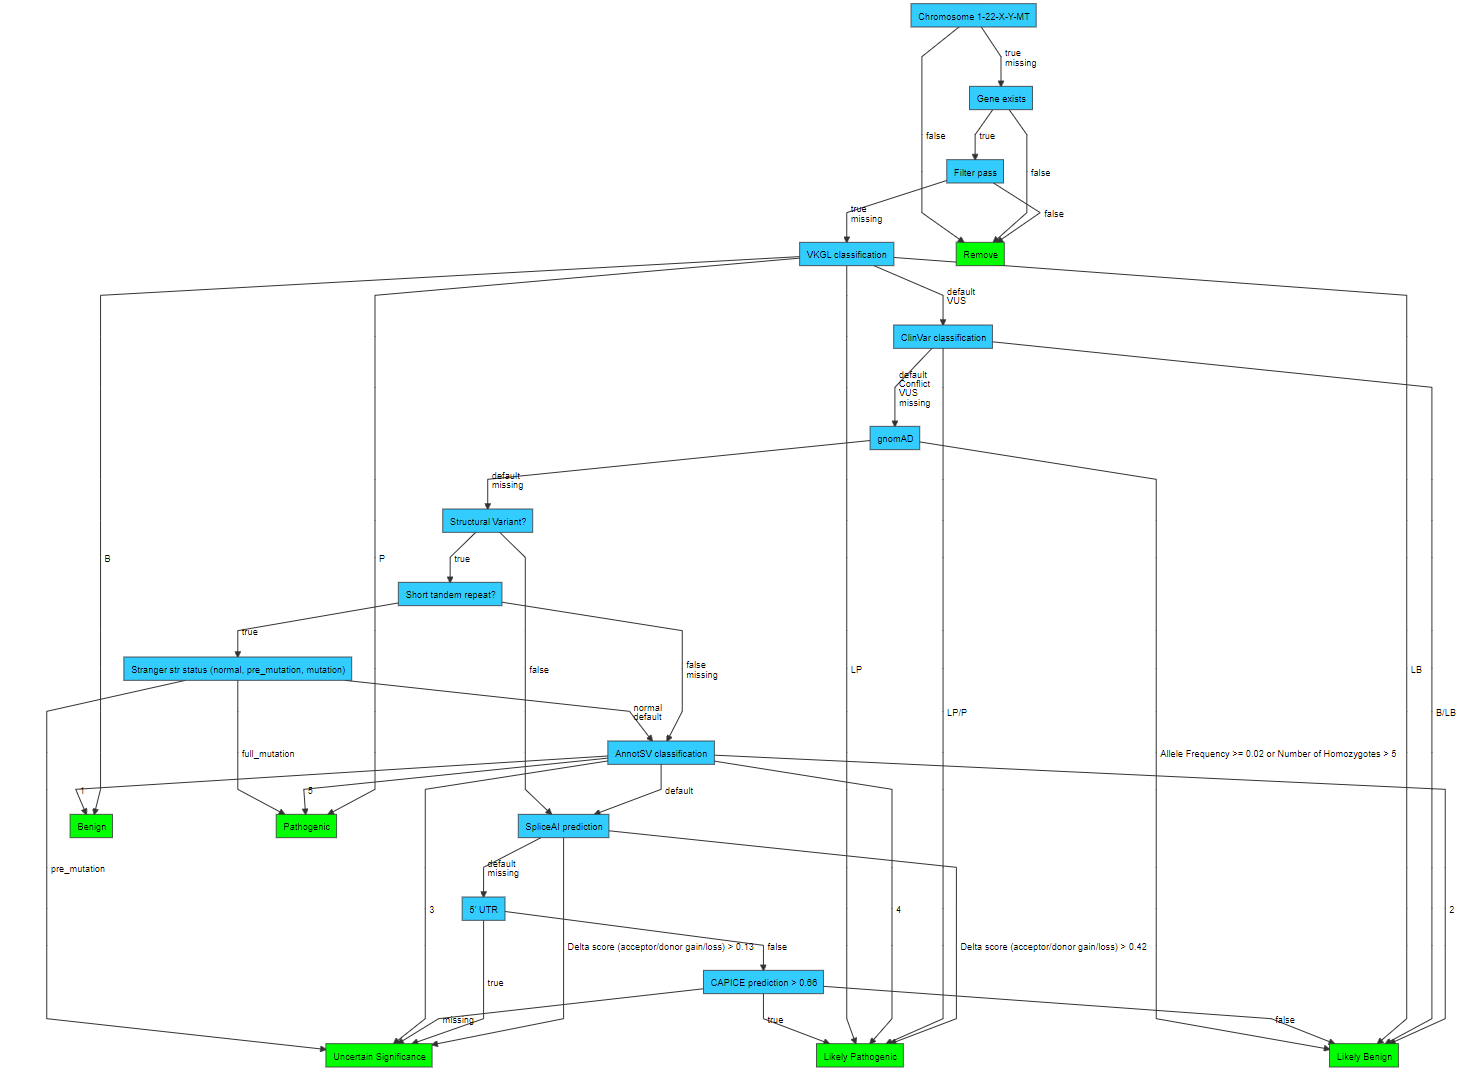 Chromosome 1-22-X-Y-MT
true
missing
Gene exists
false
true
Filter pass
false
true
missing
false
VKGL classification
Remove
default
VUS
ClinVar classification
default
Conflict
VUS
missing
gnomAD
default
missing
Structural Variant?
B
P
true
Short tandem repeat?
true
Stranger str status (normal, pre_mutation, mutation)
false
false
missing
LP
LB
normal
default
LP/P
B/LB
full_mutation
AnnotSV classification
Allele Frequency >= 0.02 or Number of Homozygotes > 5
1
5
default
Benign
Pathogenic
SpliceAI prediction
pre_mutation
default
missing
5' UTR
3
4
2
Delta score (acceptor/donor gain/loss) > 0.13
false
Delta score (acceptor/donor gain/loss) > 0.42
true
CAPICE prediction > 0.66
missing
true
false
Uncertain Significance
Likely Pathogenic
Likely Benign